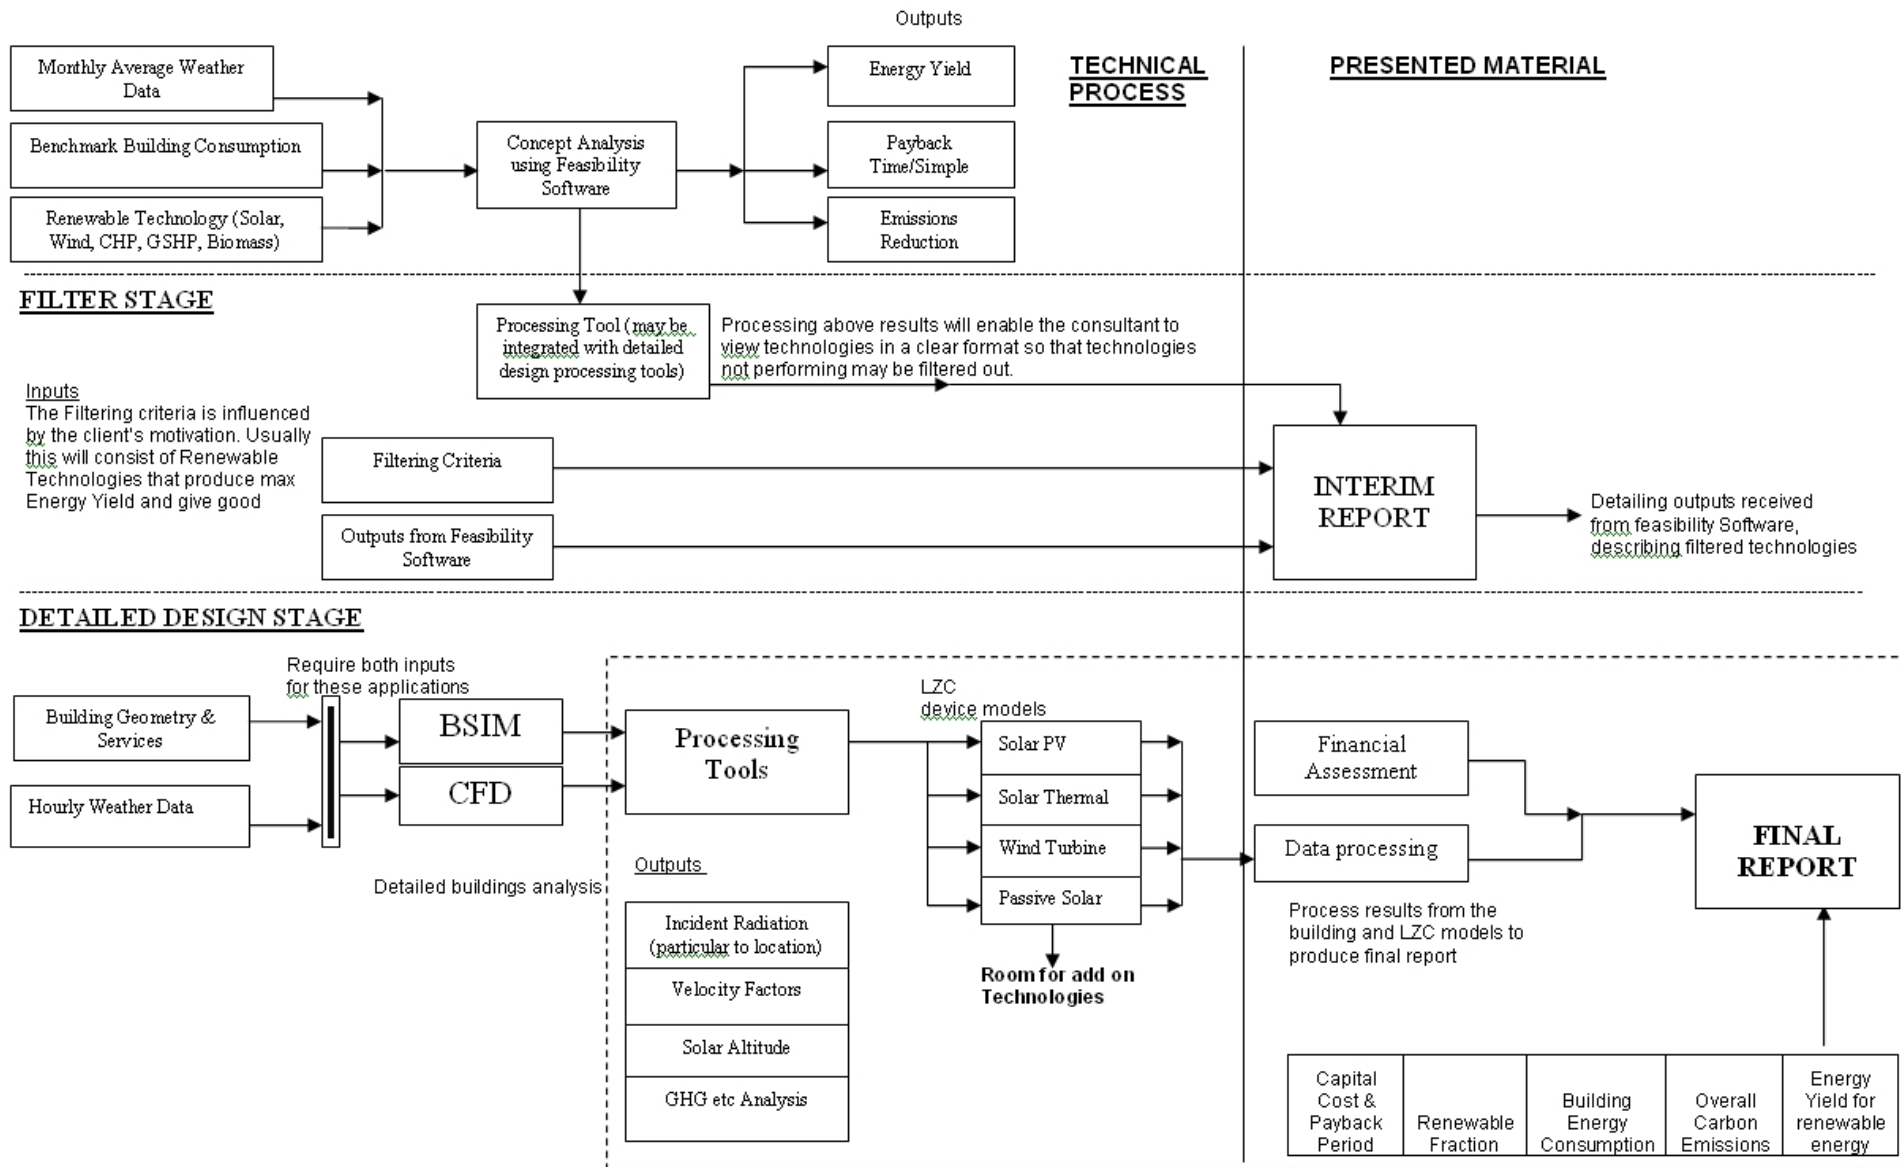 Outputs
Monthly Average Weather
Data
Benchmark Building Consumption
Renewable Technology (Solar,
Wind, CHP, GSHP, Biomass)
Concept Analysis
using Feasibility
Software
Energy Yield
Payback
Time/Simple
Emissions
Reduction
TECHNICAL
PROCESS
PRESENTED MATERIAL
FILTER STAGE
Processing Tool (may be
integrated with detailed
design processing tools)
Processing above results will enable the consultant to
view technologies in a clear format so that technologies
not performing may be filtered out.
Inputs
The Filtering criteria is influenced
by the client's motivation. Usually
this will consist of Renewable
Technologies that produce max
Energy Yield and give good
Filtering Criteria
Outputs from Feasibility
Software
INTERIM
REPORT
Detailing outputs received
from feasibility Software,
describing filtered technologies
DETAILED DESIGN STAGE
Require both inputs
for these applications
Building Geometry &
Services
Hourly Weather Data
BSIM
CFD
Detailed buildings analysis
Processing
Tools
Outputs
Incident Radiation
(particular to location)
Velocity Factors
Solar Altitude
GHG etc Analysis
LZC
device models
Solar PV
Solar Thermal
Wind Turbine
Passive Solar
Room for add on
Technologies
Financial
Assessment
Data processing
Process results from the
building and LZC models to
produce final report
FINAL
REPORT
Capital
Cost &
Payback
Period
Renewable
Fraction
Building
Energy
Consumption
Overall
Carbon
Emissions
Energy
Yield for
renewable
energy